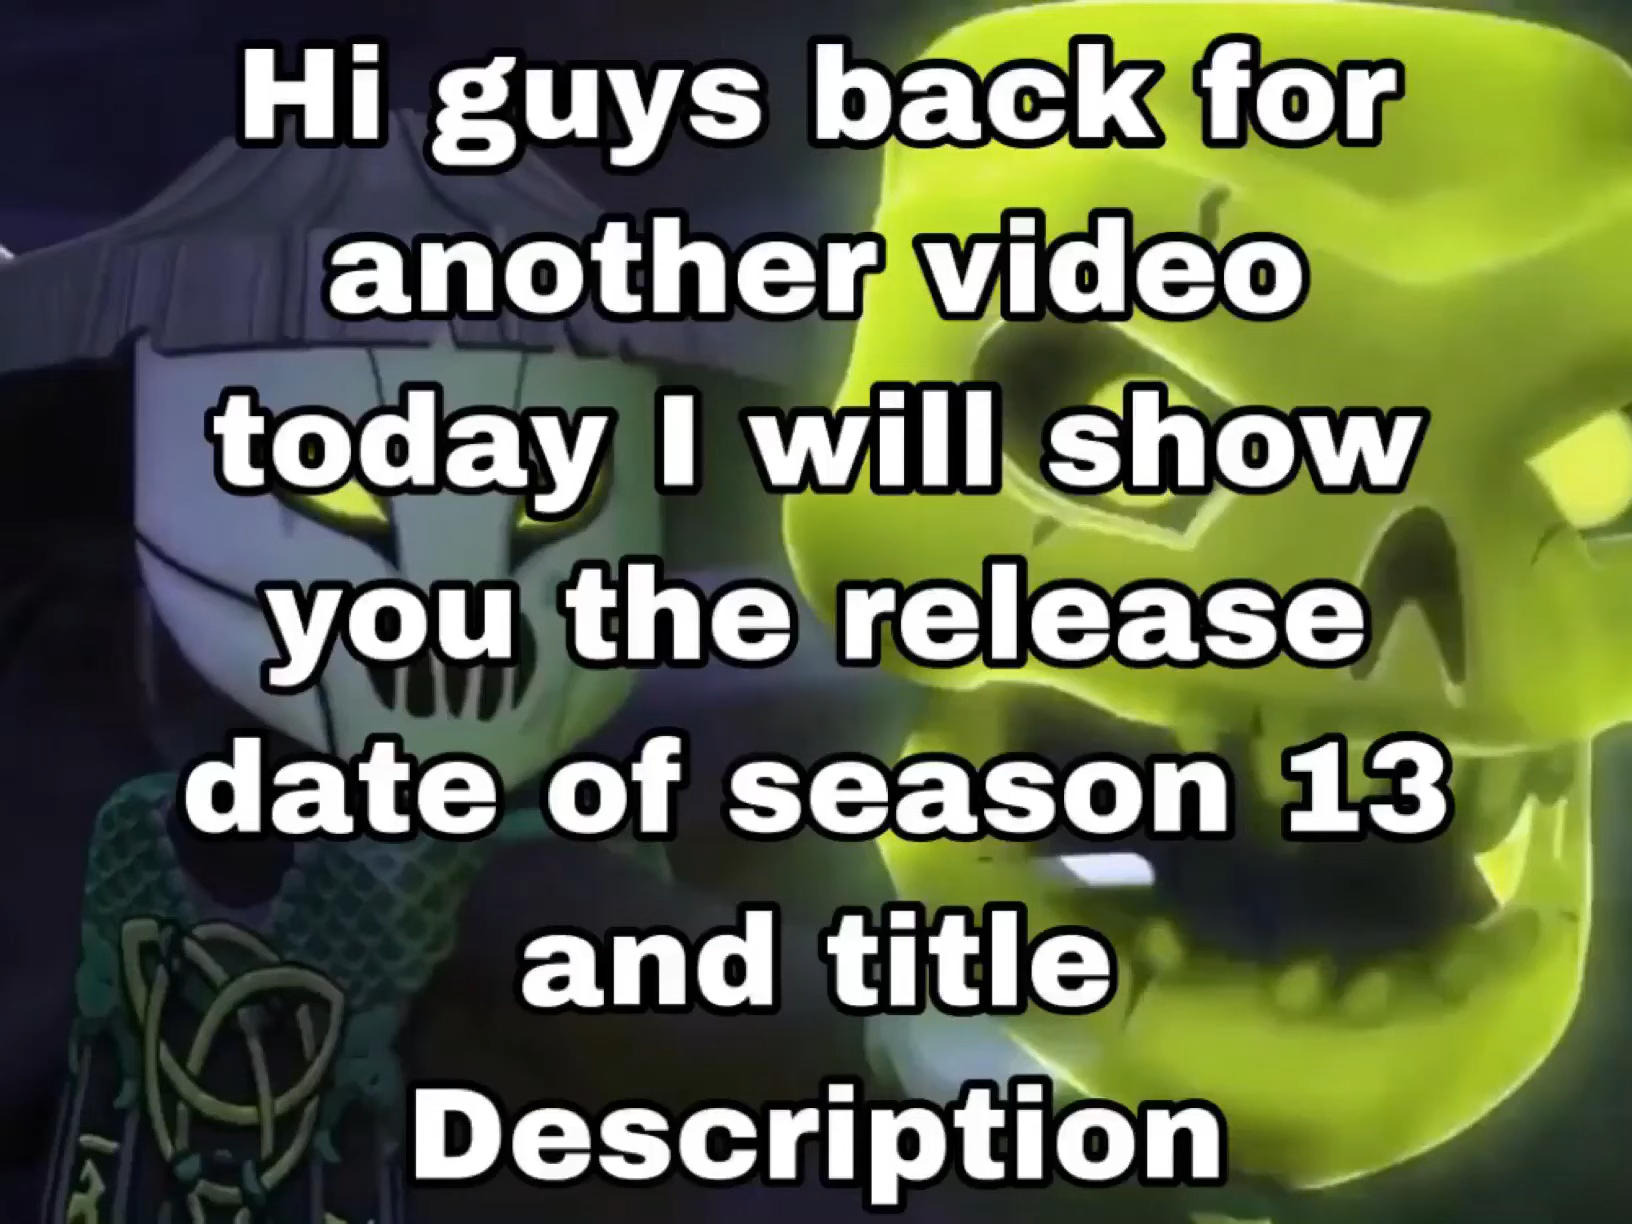 Hi guys back for
another video
today I will show
you the release
date of season 13
and title
Description